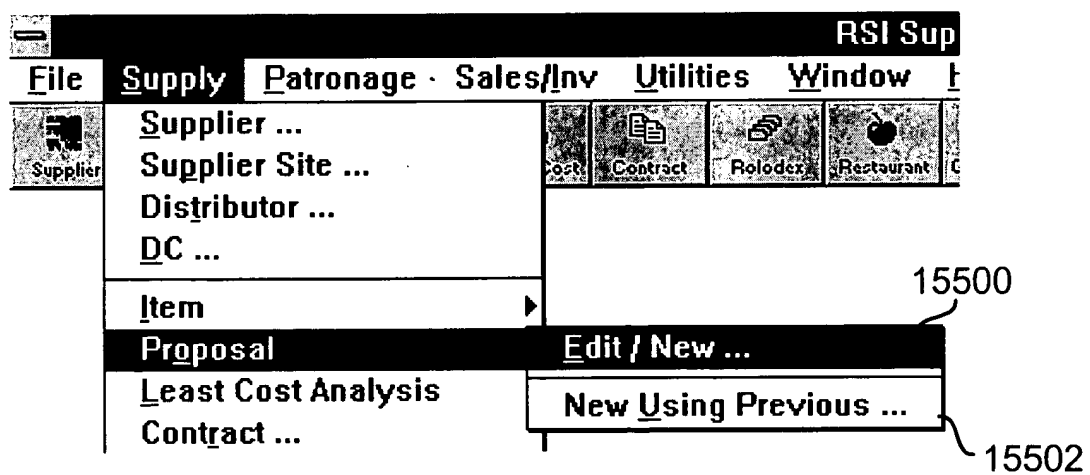 RSI Sup
File Supply Patronage · Sales/Inv Utilities Window H
Supplier Cost Contract Rolodex Restaurant C
Supplier ...
Supplier Site ...
Distributor ...
DC ...
15500
Item
Proposal Edit / New ...
Least Cost Analysis New Using Previous ...
Contract ...
15502